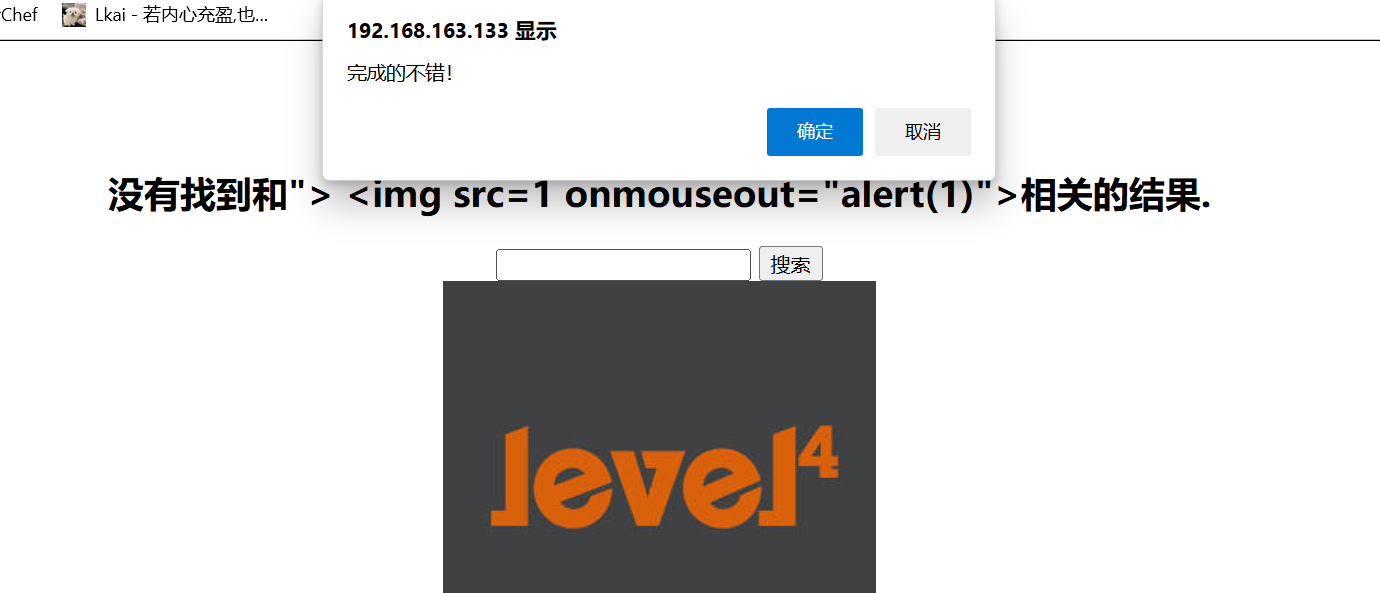 Chef Lkai - 若内心充盈,也...
192.168.163.133 显示
完成的不错!
确定 取消
没有找到和"> <img src=1 onmouseout="alert(1)">相关的结果.
搜索
level4